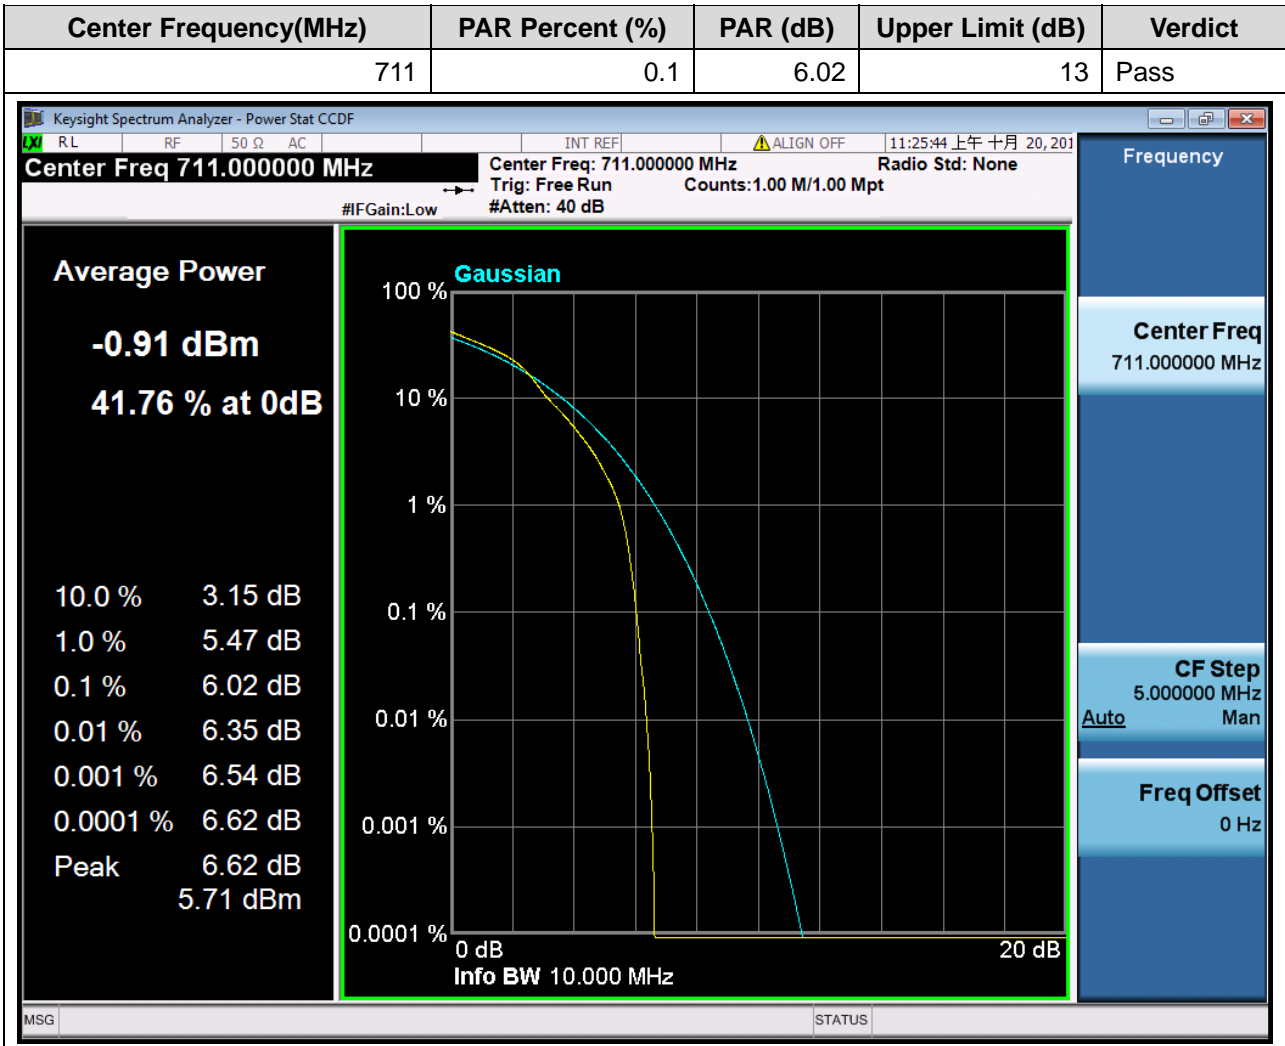 Center Frequency(MHz) PAR Percent (%) PAR (dB) Upper Limit (dB) Verdict
711 0.1 6.02 13 Pass
Keysight Spectrum Analyzer - Power Stat CCDF
LXI RL RF 50 Ω AC INT REF ALIGN OFF 11:25:44 上午 十月 20, 201
Center Freq 711.000000 MHz
Center Freq: 711.000000 MHz Radio Std: None
Trig: Free Run Counts:1.00 M/1.00 Mpt
#IFGain:Low #Atten: 40 dB
Frequency
Average Power
-0.91 dBm
41.76 % at 0dB
10.0 % 3.15 dB
1.0 % 5.47 dB
0.1 % 6.02 dB
0.01 % 6.35 dB
0.001 % 6.54 dB
0.0001 % 6.62 dB
Peak 6.62 dB
5.71 dBm
Gaussian
100 %
10 %
1 %
0.1 %
0.01 %
0.001 %
0.0001 %
0 dB 20 dB
Info BW 10.000 MHz
Center Freq
711.000000 MHz
CF Step
5.000000 MHz
Auto Man
Freq Offset
0 Hz
MSG STATUS